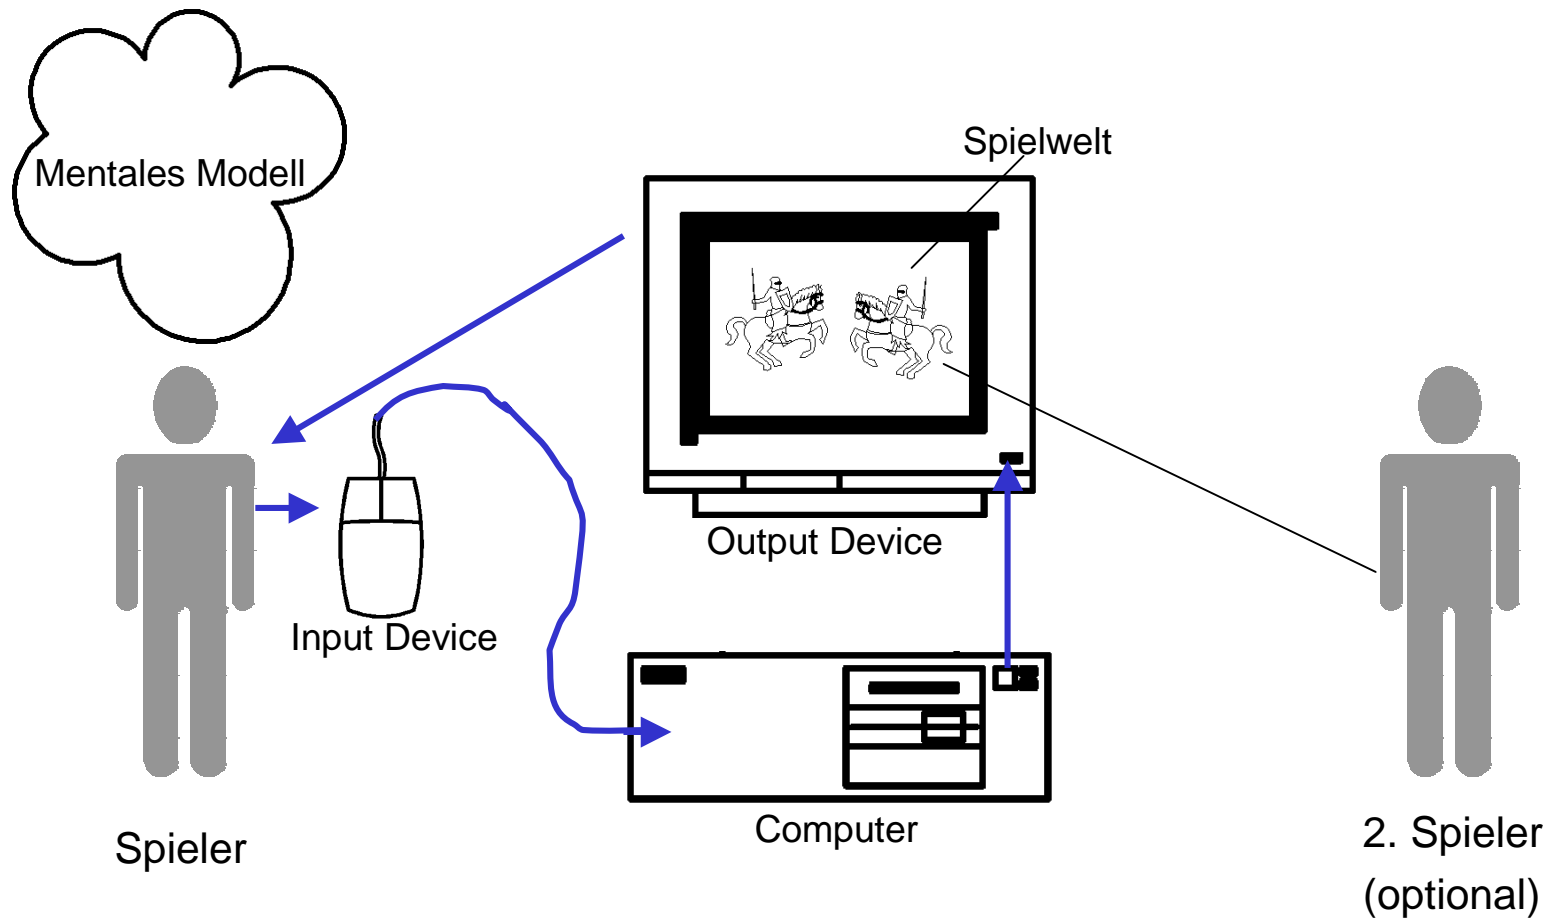 Mentales Modell
Spielwelt
Output Device
Input Device
Computer
Spieler
2. Spieler
(optional)